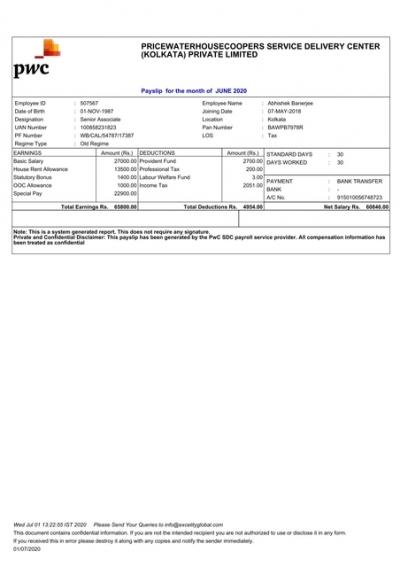 pwc
PRICEWATERHOUSECOOPERS SERVICE DELIVERY CENTER
(KOLKATA) PRIVATE LIMITED
Payslip for the month of JUNE 2020
Employee ID : 507567 Employee Name : Abhishek Banerjee
Date of Birth : 01-NOV-1987 Joining Date : 07-MAY-2018
Designation : Senior Associate Location : Kolkata
UAN Number : 100858231823 Pan Number : BAWPB7978R
PF Number : WB/CAL/54787/17387 LOS : Tax
Regime Type : Old Regime
EARNINGS Amount (Rs.) DEDUCTIONS Amount (Rs.) STANDARD DAYS : 30
Basic Salary 27000.00 Provident Fund 2700.00 DAYS WORKED : 30
House Rent Allowance 13500.00 Professional Tax 200.00
Statutory Bonus 1400.00 Labour Welfare Fund 3.00 PAYMENT : BANK TRANSFER
OOC Allowance 1000.00 Income Tax 2051.00 BANK : -
Special Pay 22900.00 A/C No. : 915010056748723
Total Earnings Rs. 65800.00 Total Deductions Rs. 4954.00 Net Salary Rs. 60846.00
Note: This is a system generated report. This does not require any signature.
Private and Confidential Disclaimer: This payslip has been generated by the PwC SDC payroll service provider. All compensation information has
been treated as confidential
Wed Jul 01 13:22:55 IST 2020 Please Send Your Queries to info@excelityglobal.com
This document contains confidential information. If you are not the intended recipient you are not authorized to use or disclose it in any form.
If you received this in error please destroy it along with any copies and notify the sender immediately.
01/07/2020